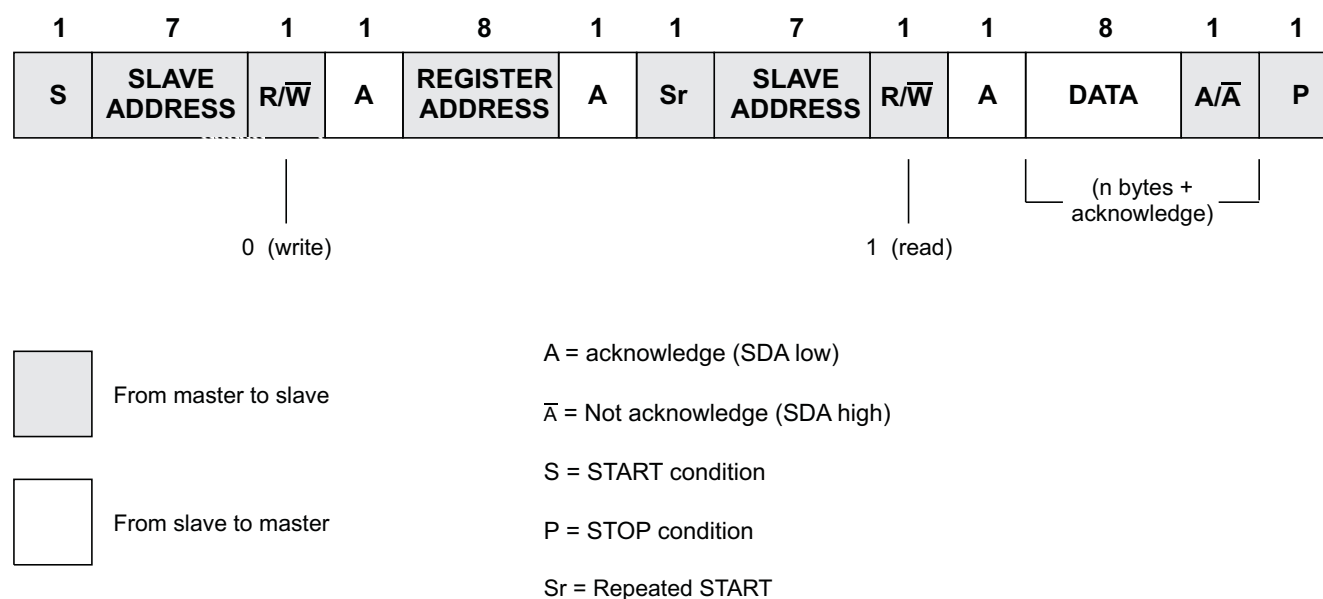 1 7 1 1 8 1 1 7 1 1 8 1 1
S SLAVE ADDRESS R/W̅ A REGISTER ADDRESS A Sr SLAVE ADDRESS R/W̅ A DATA A/A̅ P
0 (write)
1 (read)
(n bytes +
acknowledge)
From master to slave
From slave to master
A = acknowledge (SDA low)
A̅ = Not acknowledge (SDA high)
S = START condition
P = STOP condition
Sr = Repeated START